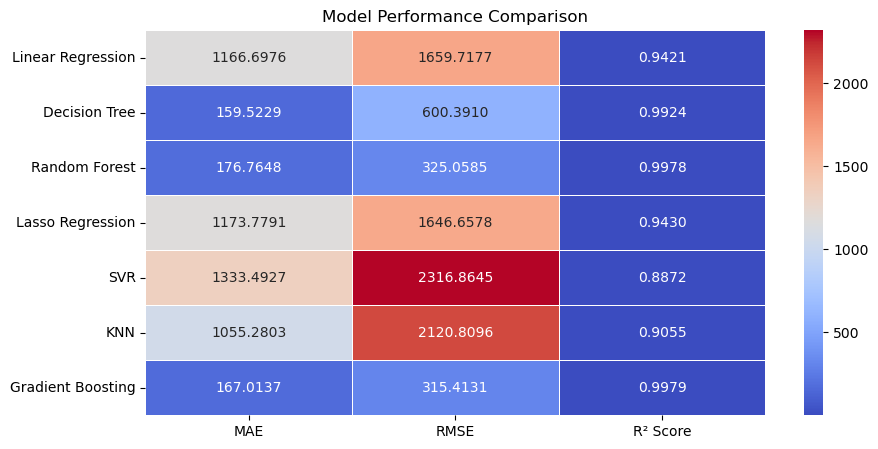 Model Performance Comparison
Linear Regression 1166.6976 1659.7177 0.9421
Decision Tree 159.5229 600.3910 0.9924
Random Forest 176.7648 325.0585 0.9978
Lasso Regression 1173.7791 1646.6578 0.9430
SVR 1333.4927 2316.8645 0.8872
KNN 1055.2803 2120.8096 0.9055
Gradient Boosting 167.0137 315.4131 0.9979
MAE RMSE R² Score
2000
1500
1000
500